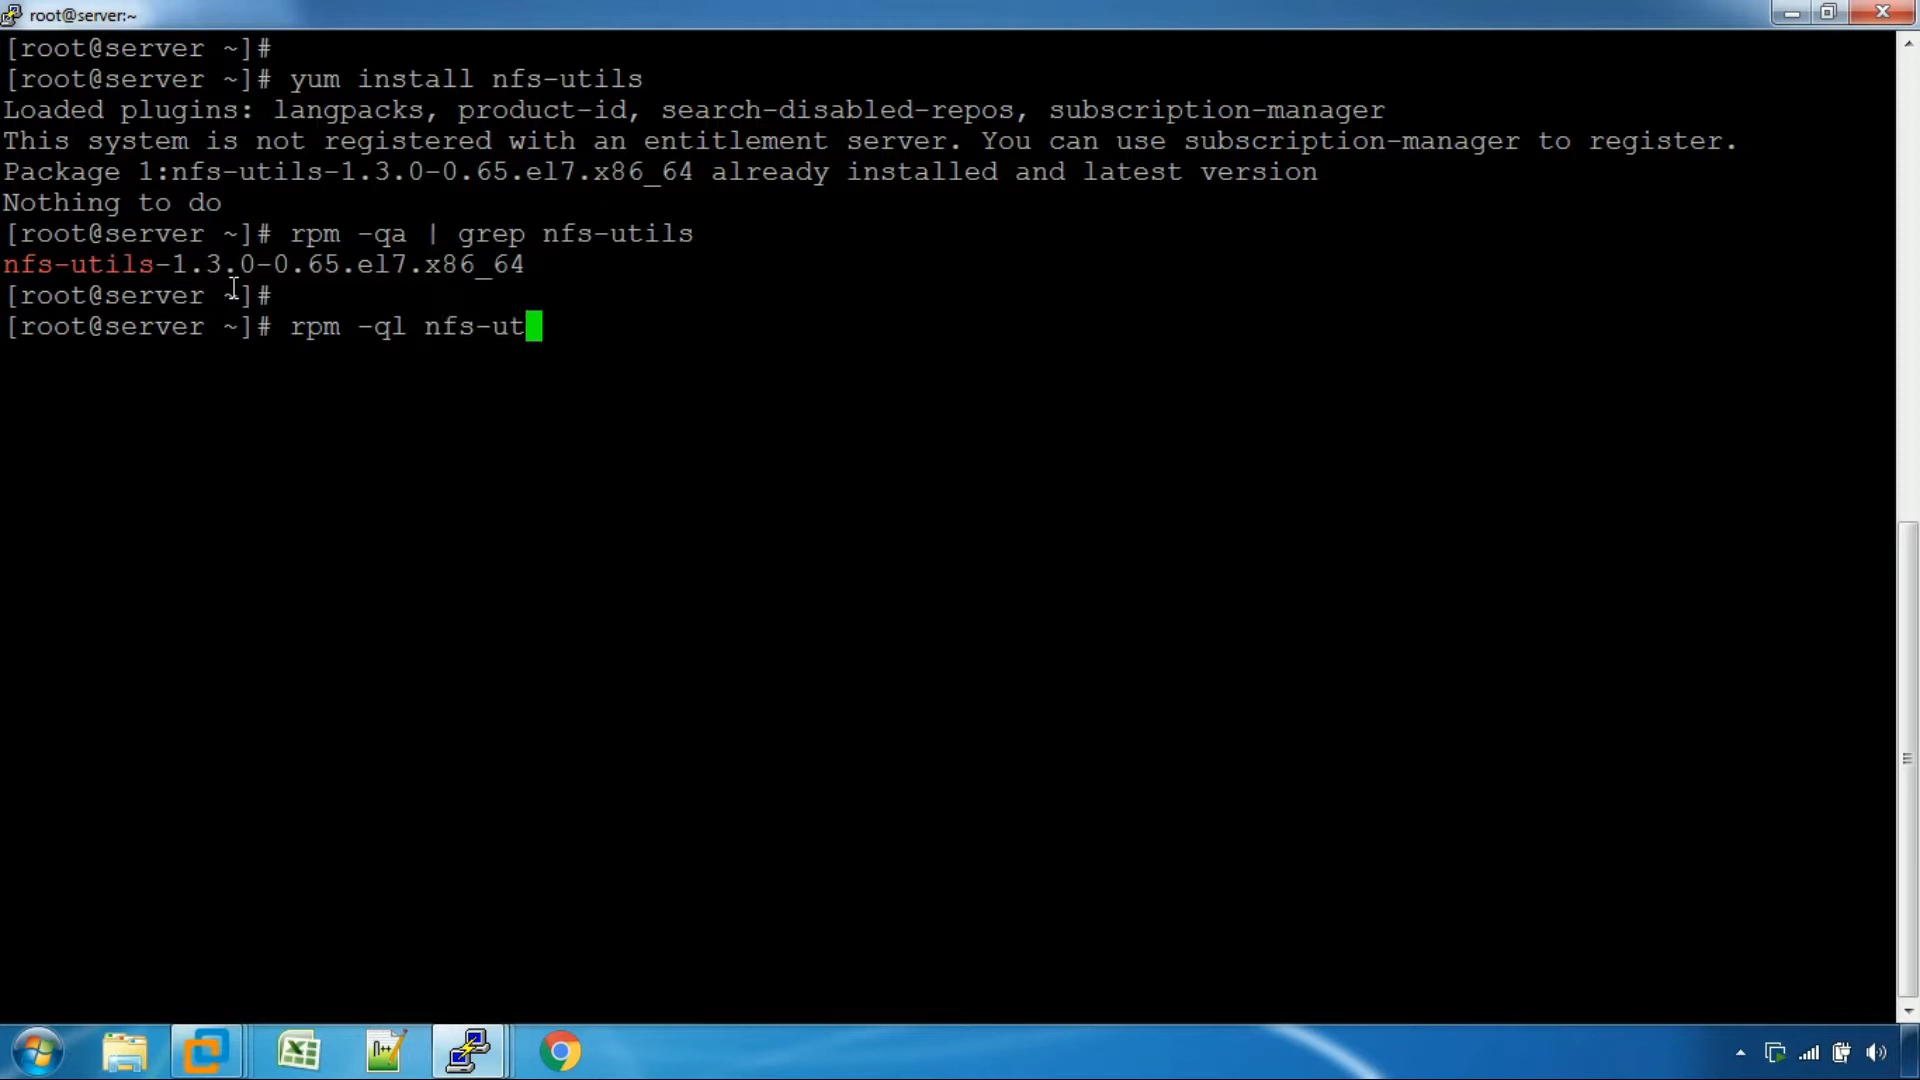 root@server:~
[root@server ~]#
[root@server ~]# yum install nfs-utils
Loaded plugins: langpacks, product-id, search-disabled-repos, subscription-manager
This system is not registered with an entitlement server. You can use subscription-manager to register.
Package 1:nfs-utils-1.3.0-0.65.el7.x86_64 already installed and latest version
Nothing to do
[root@server ~]# rpm -qa | grep nfs-utils
nfs-utils-1.3.0-0.65.el7.x86_64
[root@server ~]#
[root@server ~]# rpm -ql nfs-ut